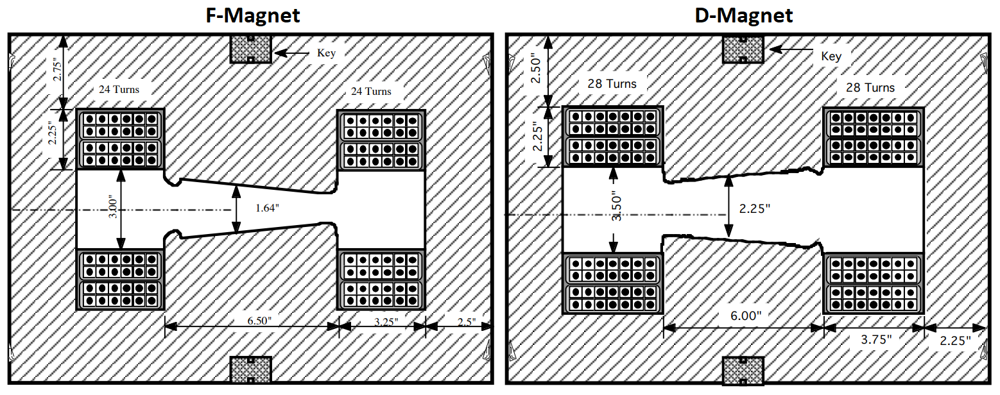 F-Magnet
D-Magnet
2.75"
Key
24 Turns
24 Turns
2.25"
3.00"
1.64"
6.50"
3.25"
2.5"
2.50"
Key
28 Turns
28 Turns
2.25"
3.50"
2.25"
6.00"
3.75"
2.25"